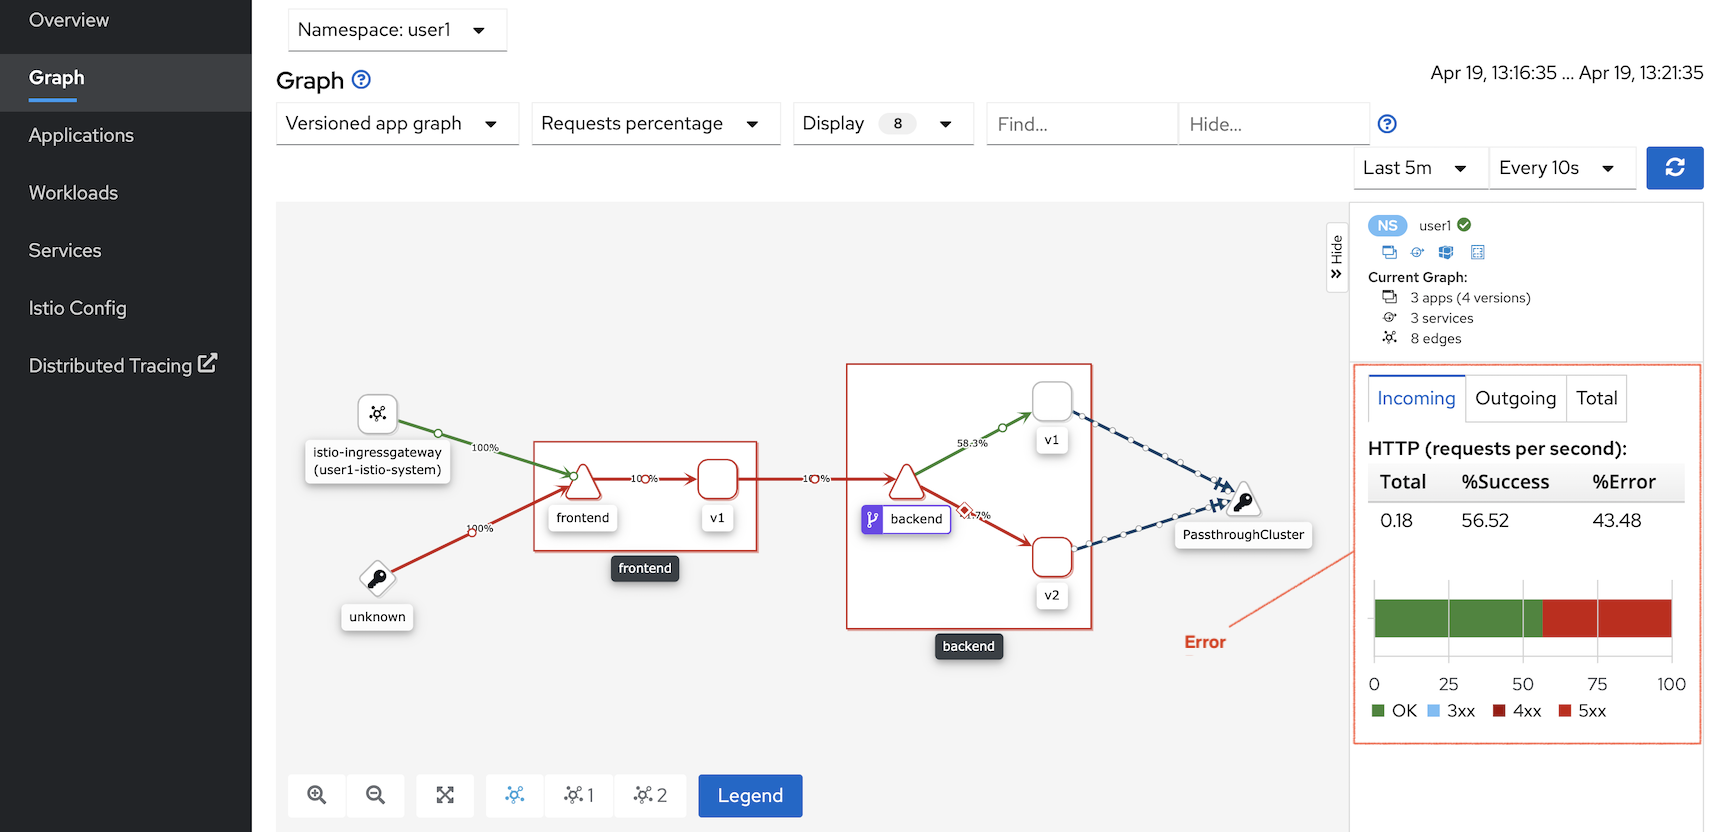 Overview
Graph
Applications
Workloads
Services
Istio Config
Distributed Tracing
Namespace: user1
Graph
Apr 19, 13:16:35 ... Apr 19, 13:21:35
Versioned app graph
Requests percentage
Display 8
Find...
Hide...
Last 5m
Every 10s
Hide
NS user1
Current Graph:
3 apps (4 versions)
3 services
8 edges
Incoming
Outgoing
Total
HTTP (requests per second):
Total %Success %Error
0.18 56.52 43.48
0 25 50 75 100
OK 3xx 4xx 5xx
Error
istio-ingressgateway
(user1-istio-system)
100%
unknown
100%
frontend
v1
frontend
58.3%
backend
v1
v2
backend
PassthroughCluster
1
2
Legend